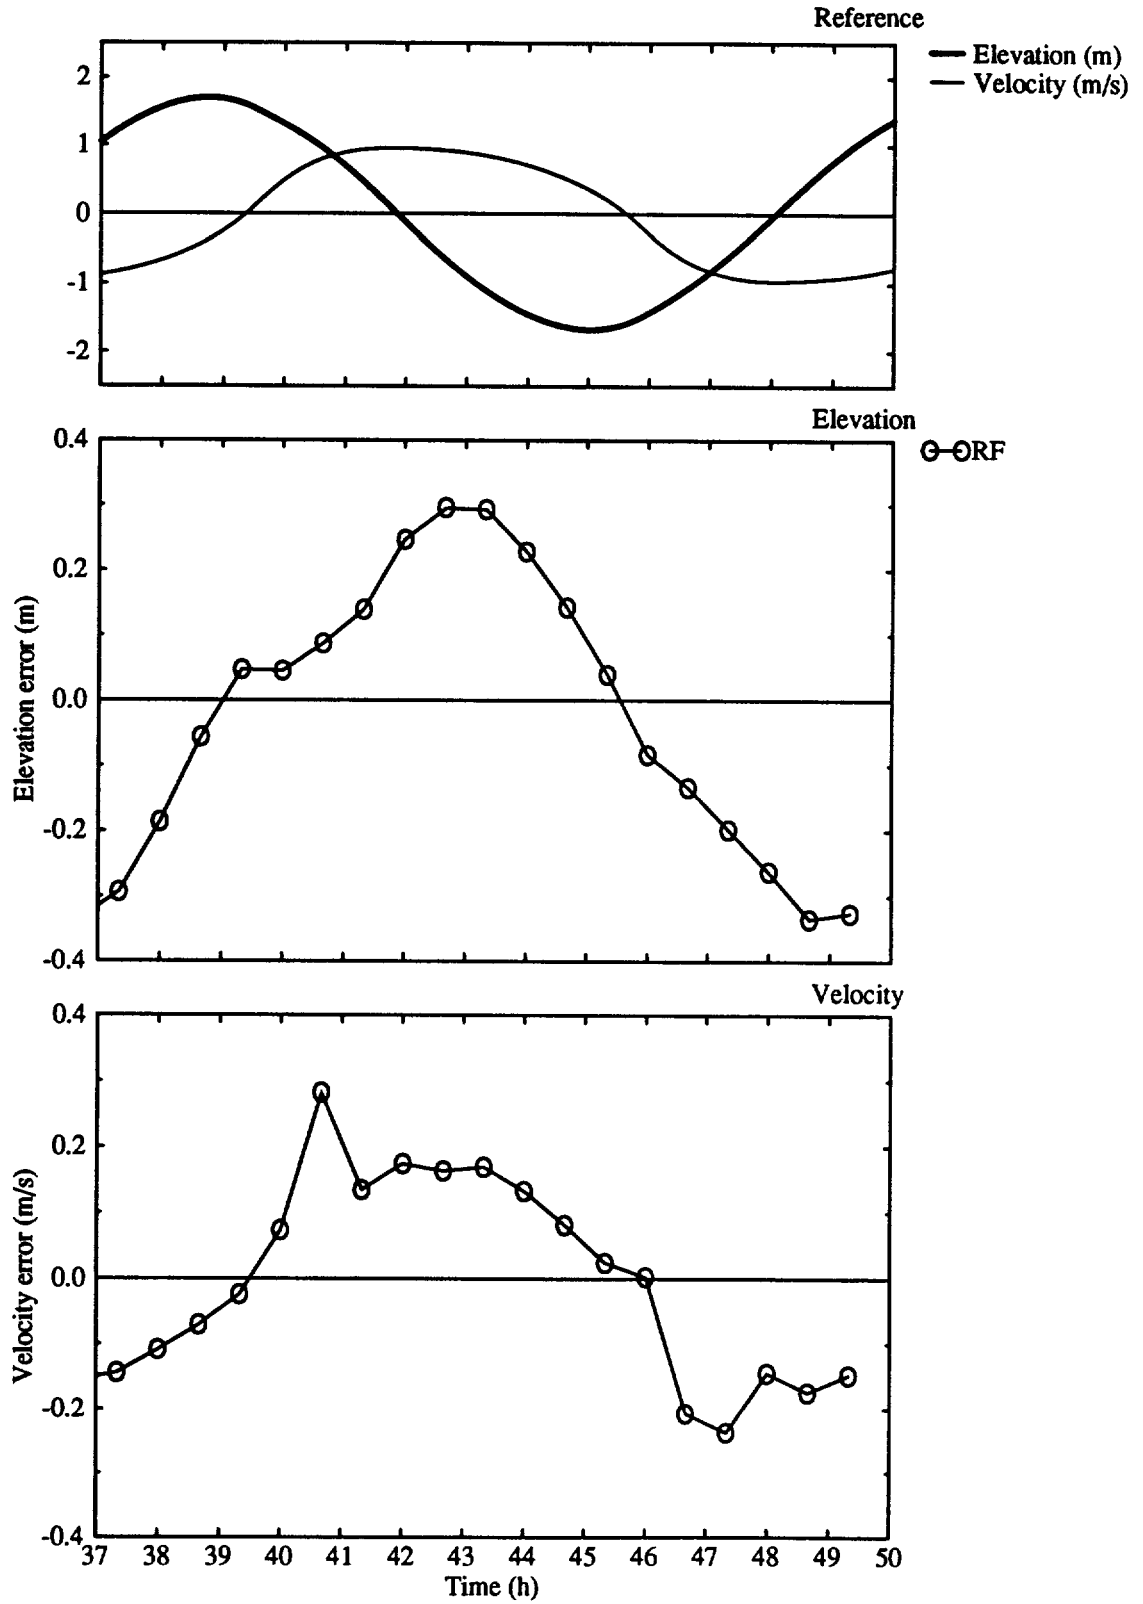 Reference
Elevation (m)
Velocity (m/s)
2
1
0
-1
-2
Elevation
RF
0.4
0.2
0.0
-0.2
-0.4
Elevation error (m)
Velocity
0.4
0.2
0.0
-0.2
-0.4
Velocity error (m/s)
37 38 39 40 41 42 43 44 45 46 47 48 49 50
Time (h)